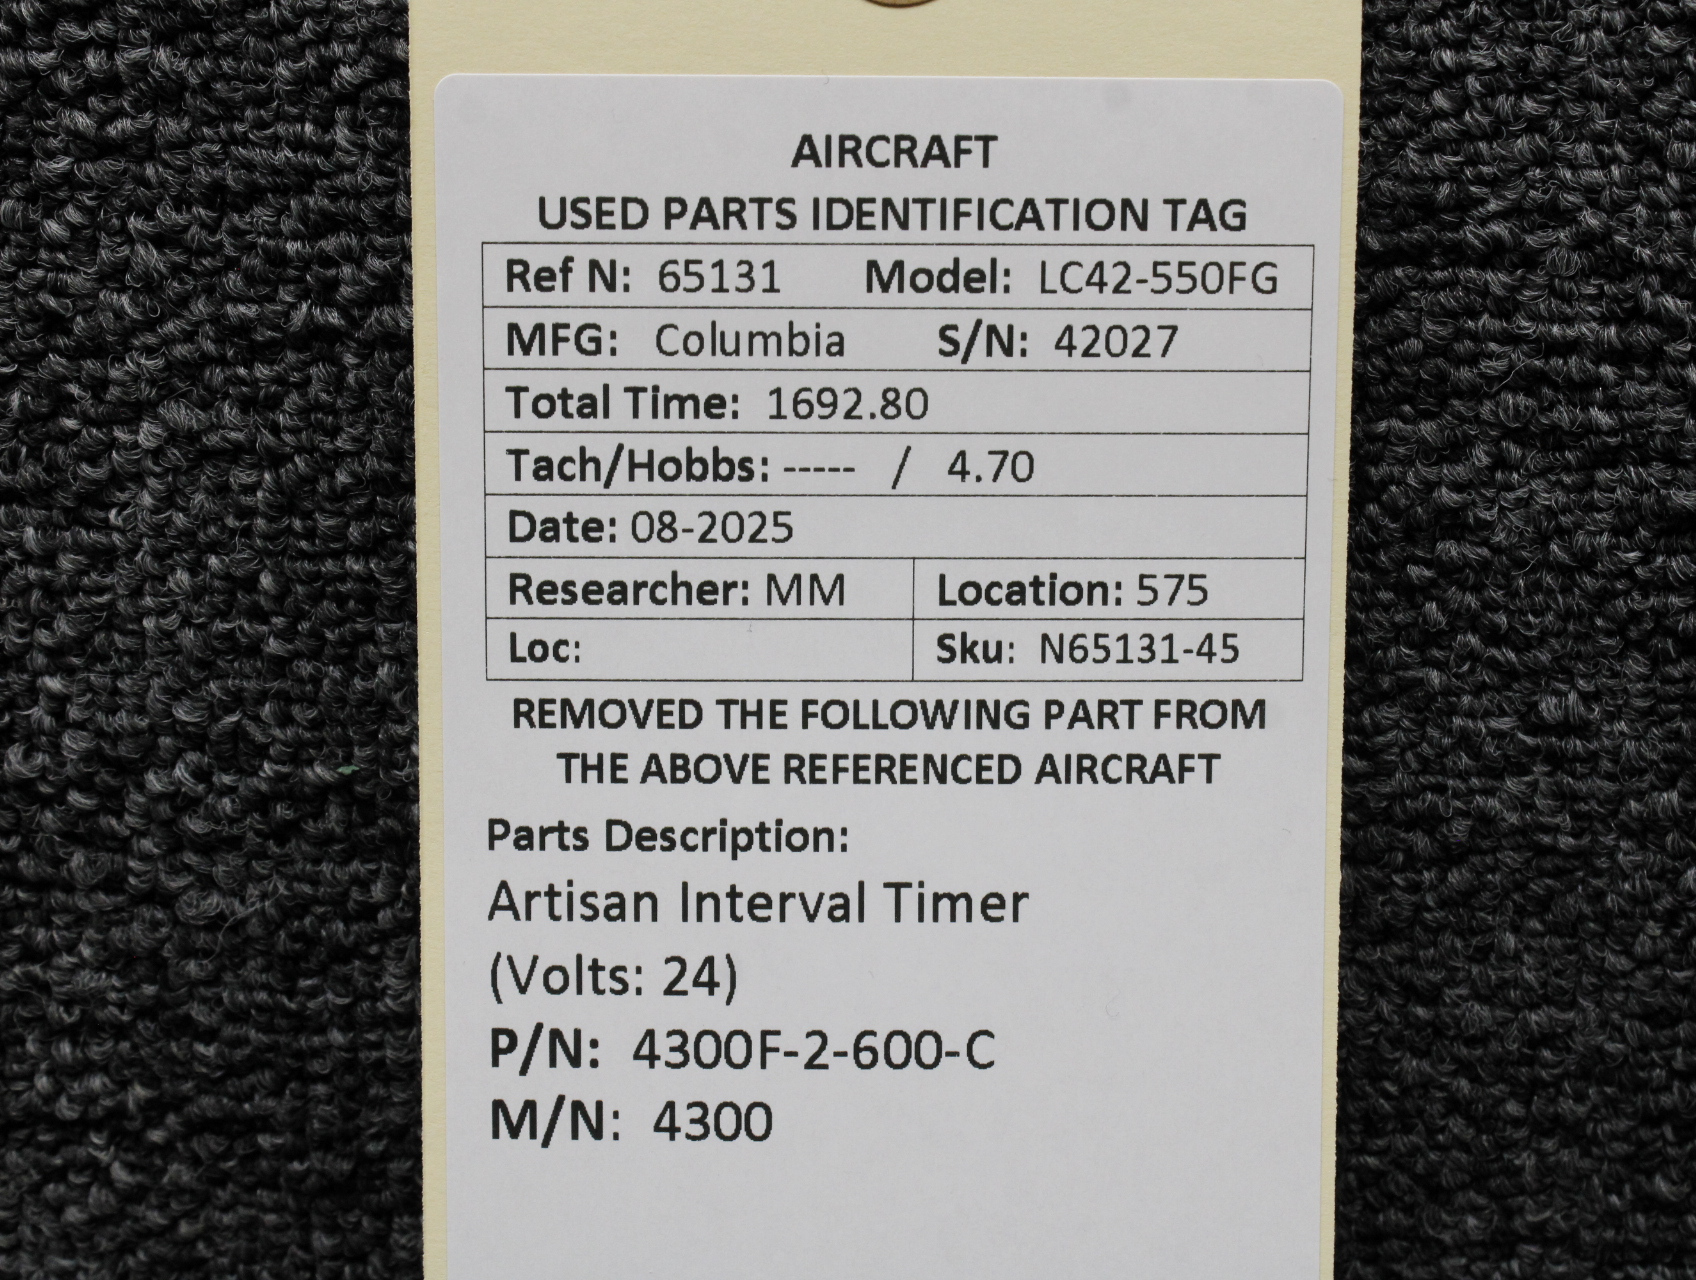 AIRCRAFT
USED PARTS IDENTIFICATION TAG
Ref N: 65131 Model: LC42-550FG
MFG: Columbia S/N: 42027
Total Time: 1692.80
Tach/Hobbs: ----- / 4.70
Date: 08-2025
Researcher: MM Location: 575
Loc: Sku: N65131-45
REMOVED THE FOLLOWING PART FROM
THE ABOVE REFERENCED AIRCRAFT
Parts Description:
Artisan Interval Timer
(Volts: 24)
P/N: 4300F-2-600-C
M/N: 4300